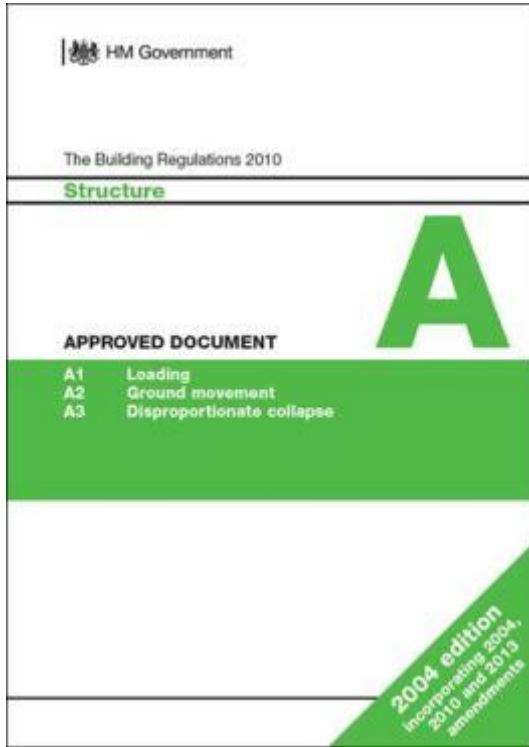 HM Government
The Building Regulations 2010
Structure
A
APPROVED DOCUMENT
A1 Loading
A2 Ground movement
A3 Disproportionate collapse
2004 edition
incorporating 2004,
2010 and 2013
amendments